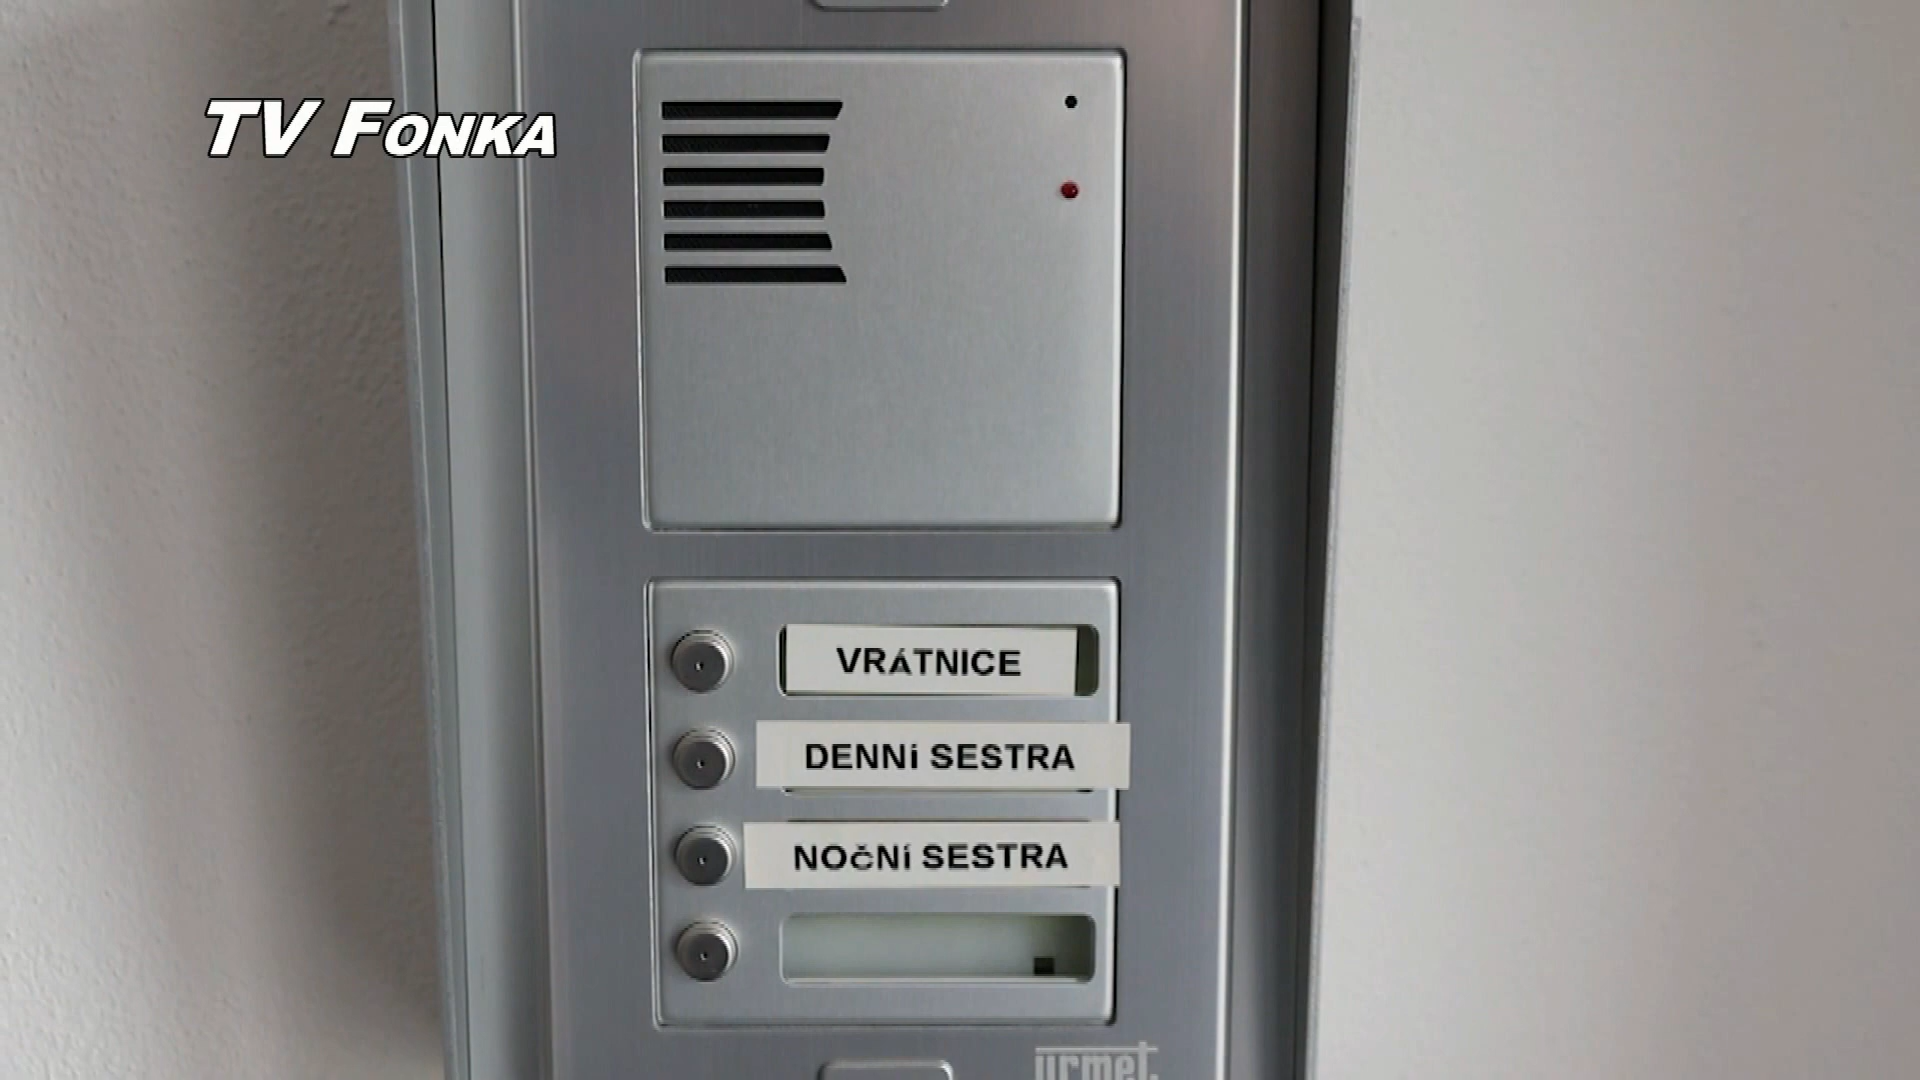 TV FONKA
VRÁTNICE
DENNÍ SESTRA
NOČNÍ SESTRA
urmet